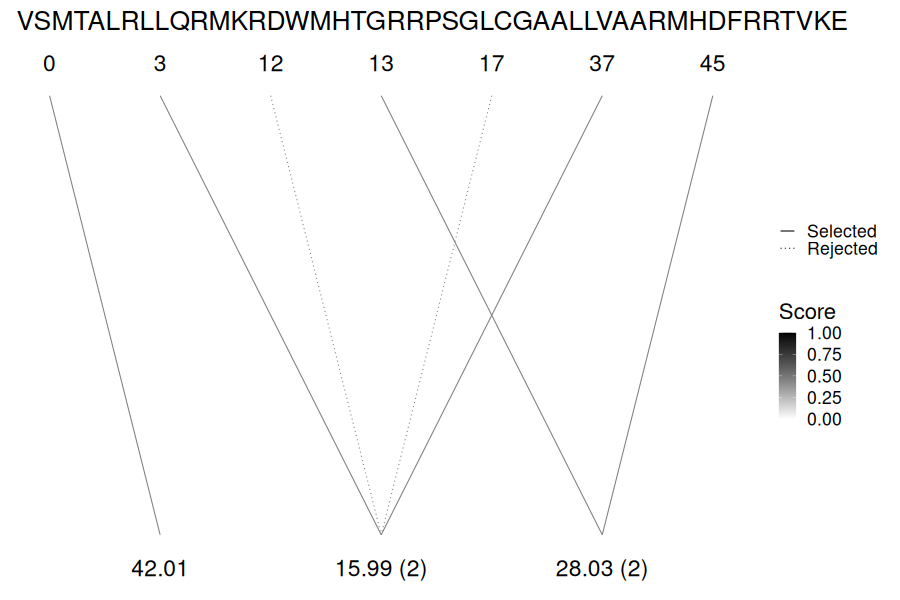 VSMTALRLLQRMKRDWMHTGRRPSGLCGAALLVAARMHDFRRTVKE
0 3 12 13 17 37 45
Selected
Rejected
Score
1.00
0.75
0.50
0.25
0.00
42.01 15.99 (2) 28.03 (2)